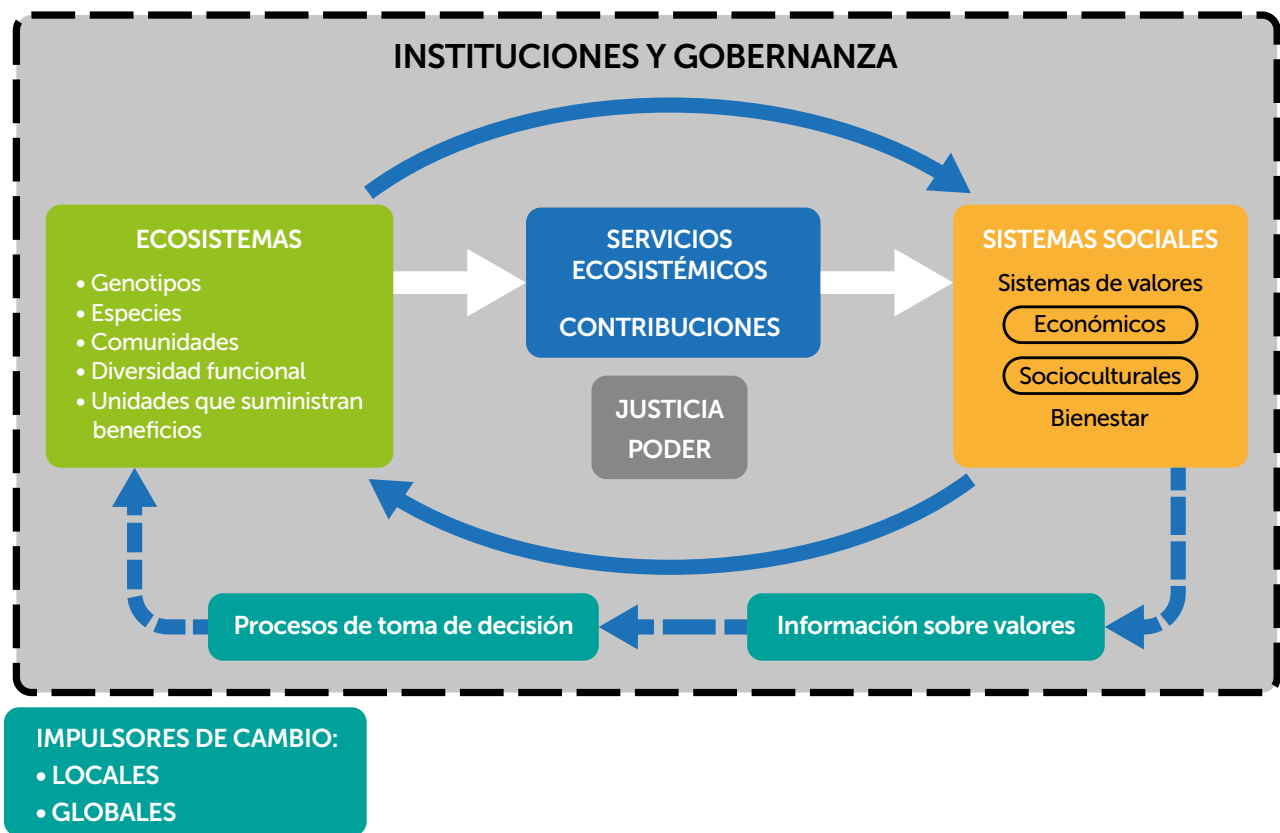 INSTITUCIONES Y GOBERNANZA
ECOSISTEMAS
• Genotipos
• Especies
• Comunidades
• Diversidad funcional
• Unidades que suministran
beneficios
SERVICIOS
ECOSISTÉMICOS
CONTRIBUCIONES
JUSTICIA
PODER
SISTEMAS SOCIALES
Sistemas de valores
Económicos
Socioculturales
Bienestar
Procesos de toma de decisión
Información sobre valores
IMPULSORES DE CAMBIO:
• LOCALES
• GLOBALES